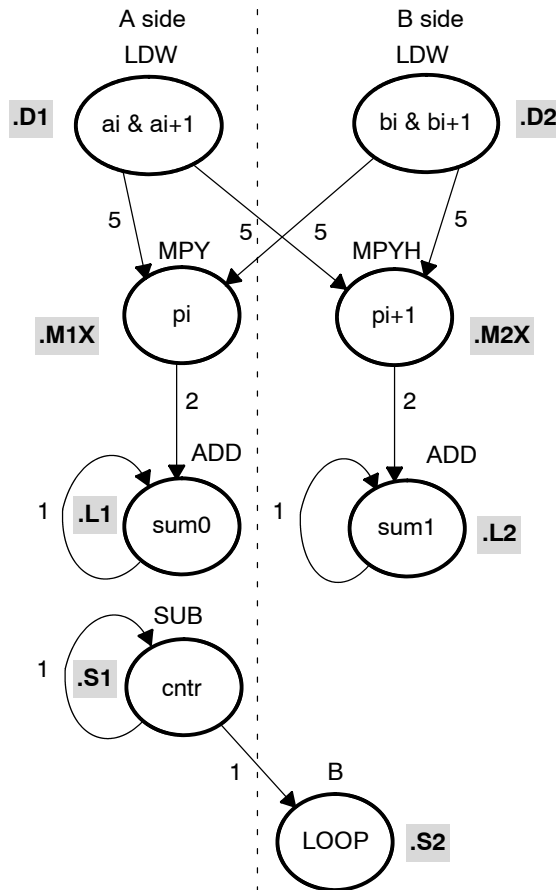 A side B side
LDW LDW
.D1 ai & ai+1 bi & bi+1 .D2
5 5 5 5
MPY MPYH
pi pi+1
.M1X .M2X
2 2
ADD ADD
1 .L1 sum0 1 sum1 .L2
SUB
1 .S1 cntr
1 B
LOOP .S2